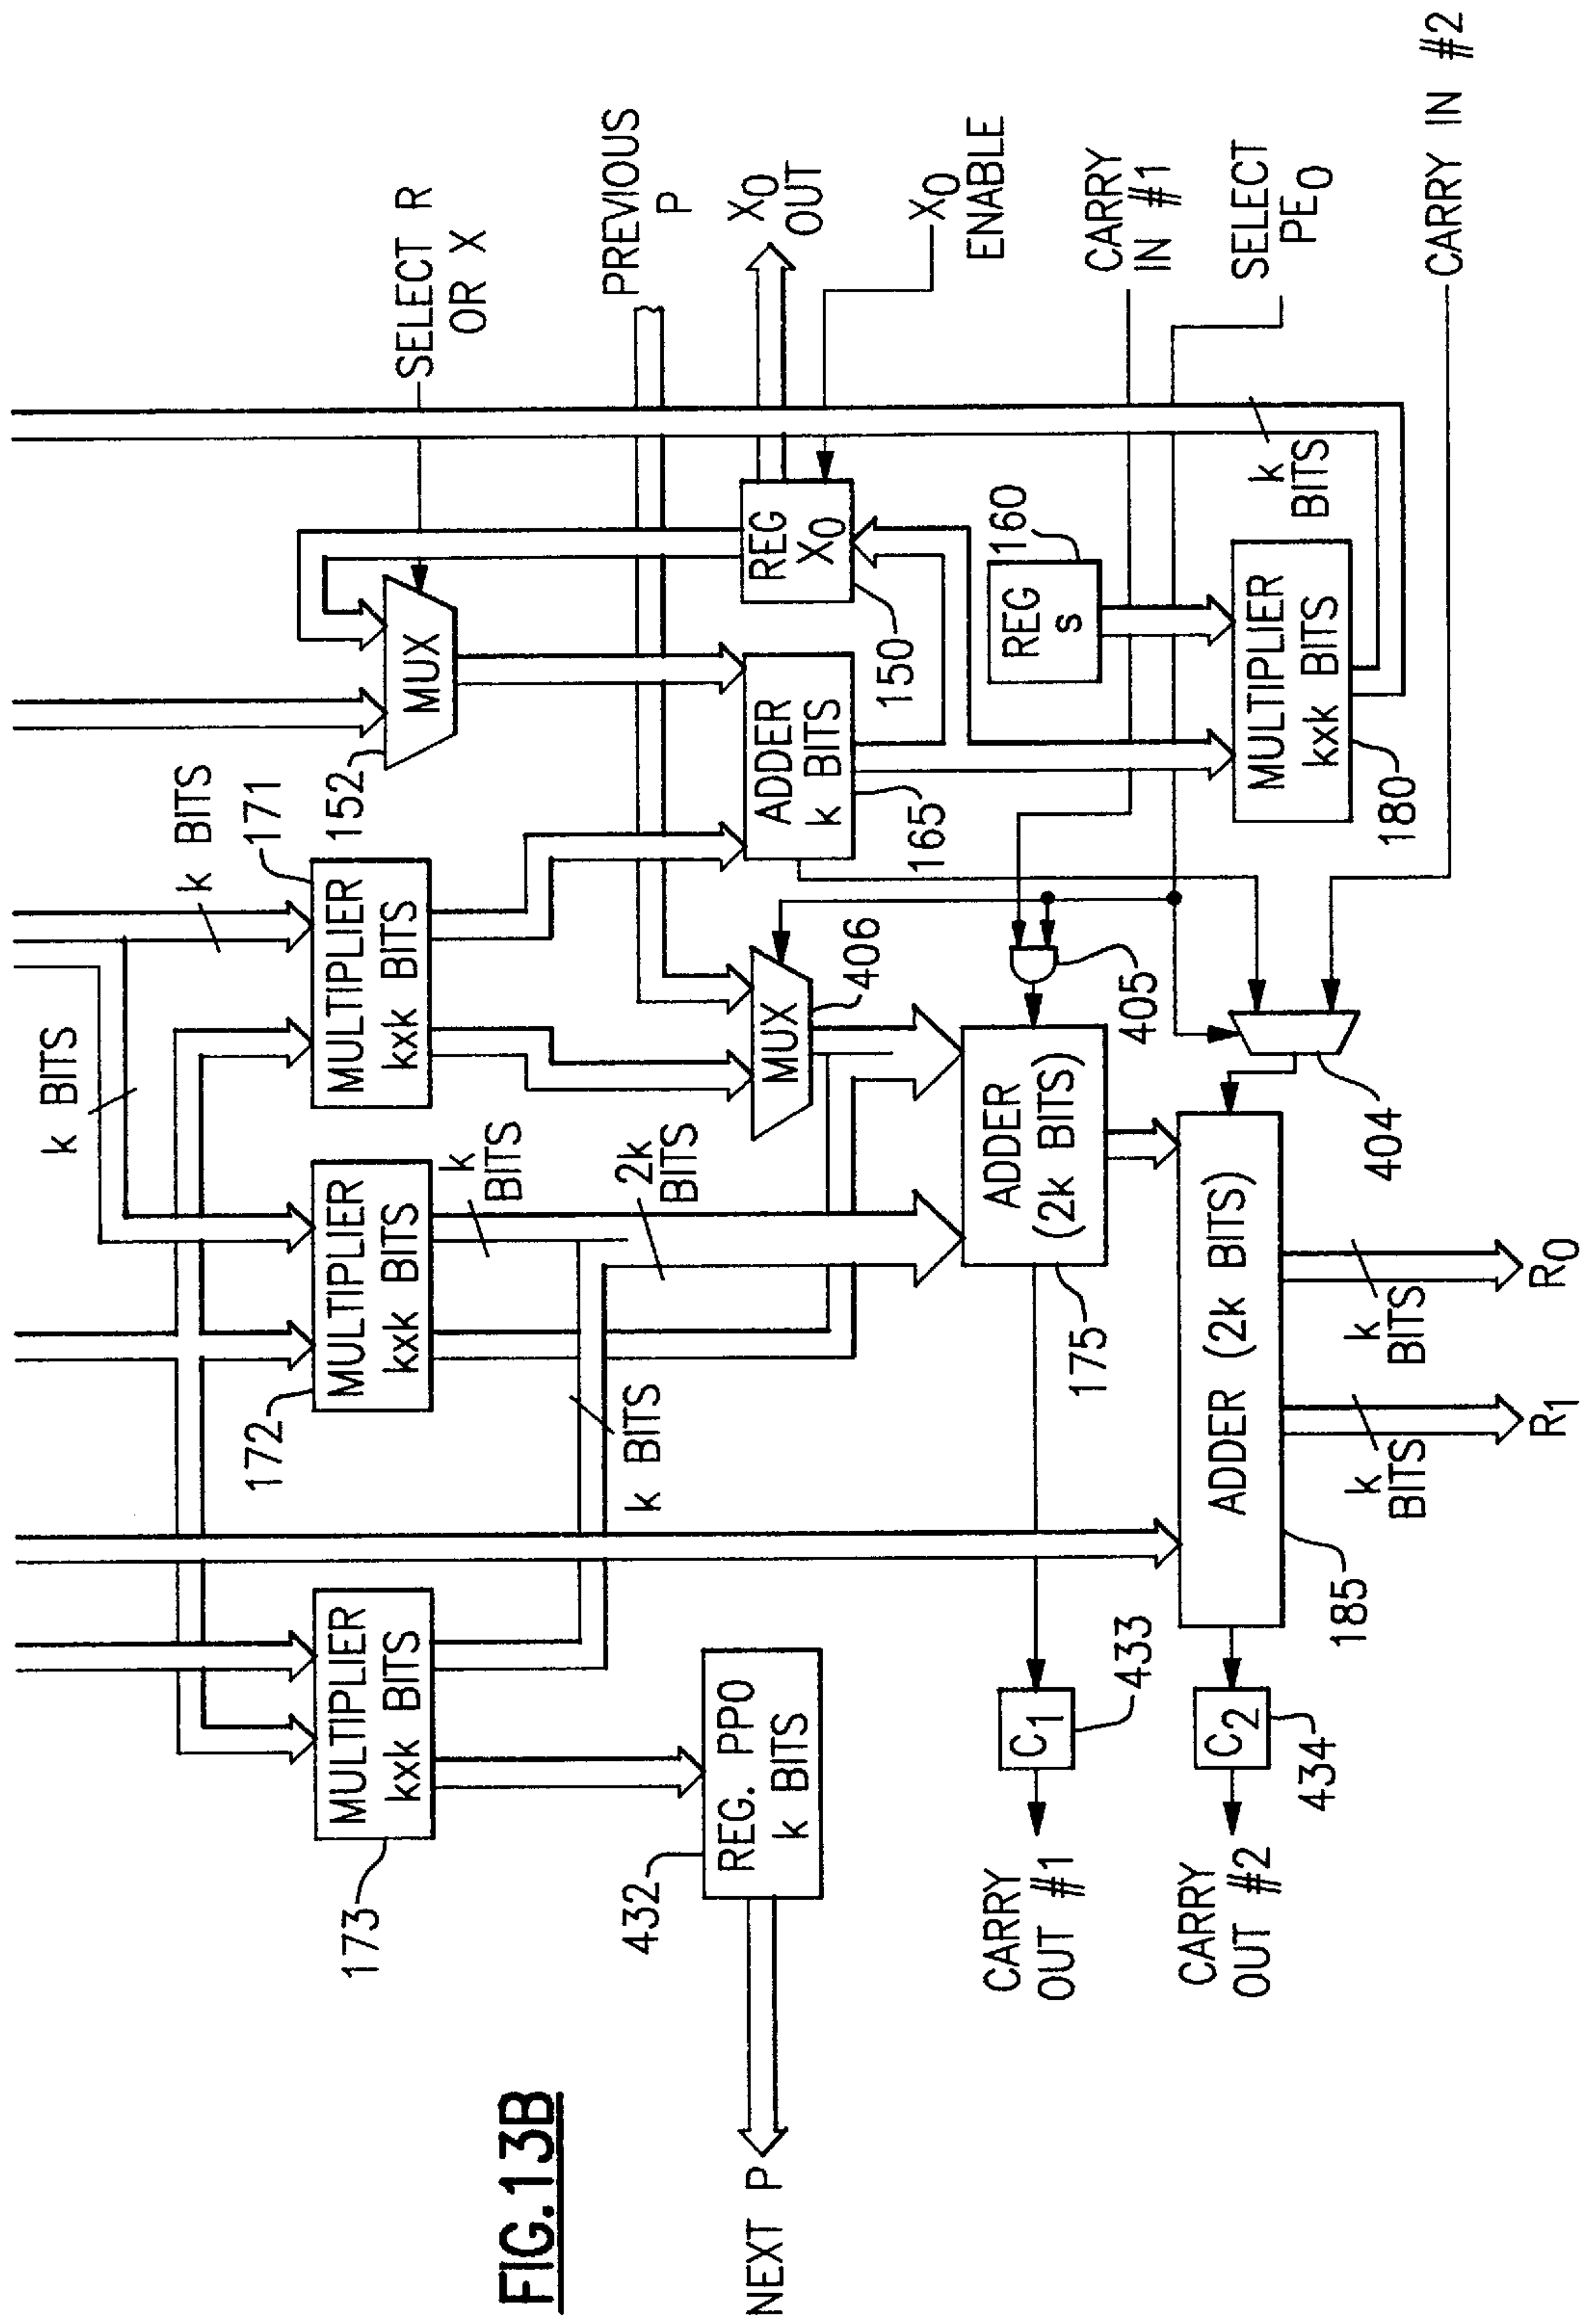 SELECT R
OR X
PREVIOUS
P
X0
OUT
X0
ENABLE
CARRY
IN #1
SELECT
PE0
CARRY IN #2
k BITS
k BITS
171
MULTIPLIER
kxk BITS
152
MUX
172
MULTIPLIER
kxk BITS
173
MULTIPLIER
kxk BITS
k
BITS
2k
BITS
k BITS
REG
X0
150
ADDER
k BITS
165
REG
s
160
MULTIPLIER
kxk BITS
180
k
BITS
MUX
406
405
404
ADDER
(2k BITS)
175
ADDER (2k BITS)
185
k
BITS
R0
k
BITS
R1
432
REG. PP0
k BITS
NEXT P
C1
433
CARRY
OUT #1
C2
434
CARRY
OUT #2
FIG.13B